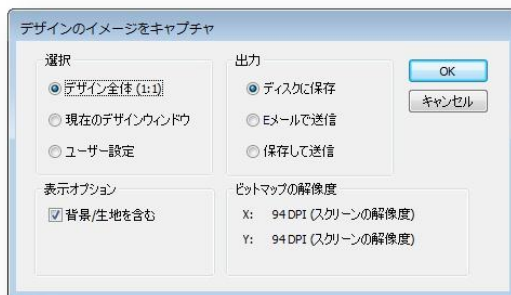 デザインのイメージをキャプチャ
選択
デザイン全体 (1:1)
現在のデザインウィンドウ
ユーザー設定
出力
ディスクに保存
Eメールで送信
保存して送信
OK
キャンセル
表示オプション
背景/生地を含む
ビットマップの解像度
X: 94 DPI (スクリーンの解像度)
Y: 94 DPI (スクリーンの解像度)